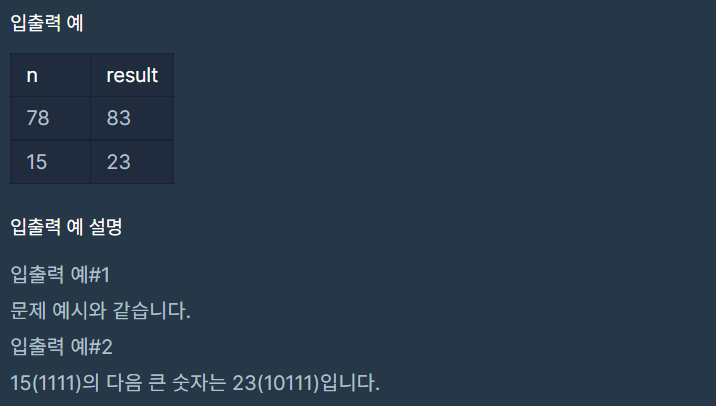 입출력 예
n result
78 83
15 23
입출력 예 설명
입출력 예#1
문제 예시와 같습니다.
입출력 예#2
15(1111)의 다음 큰 숫자는 23(10111)입니다.